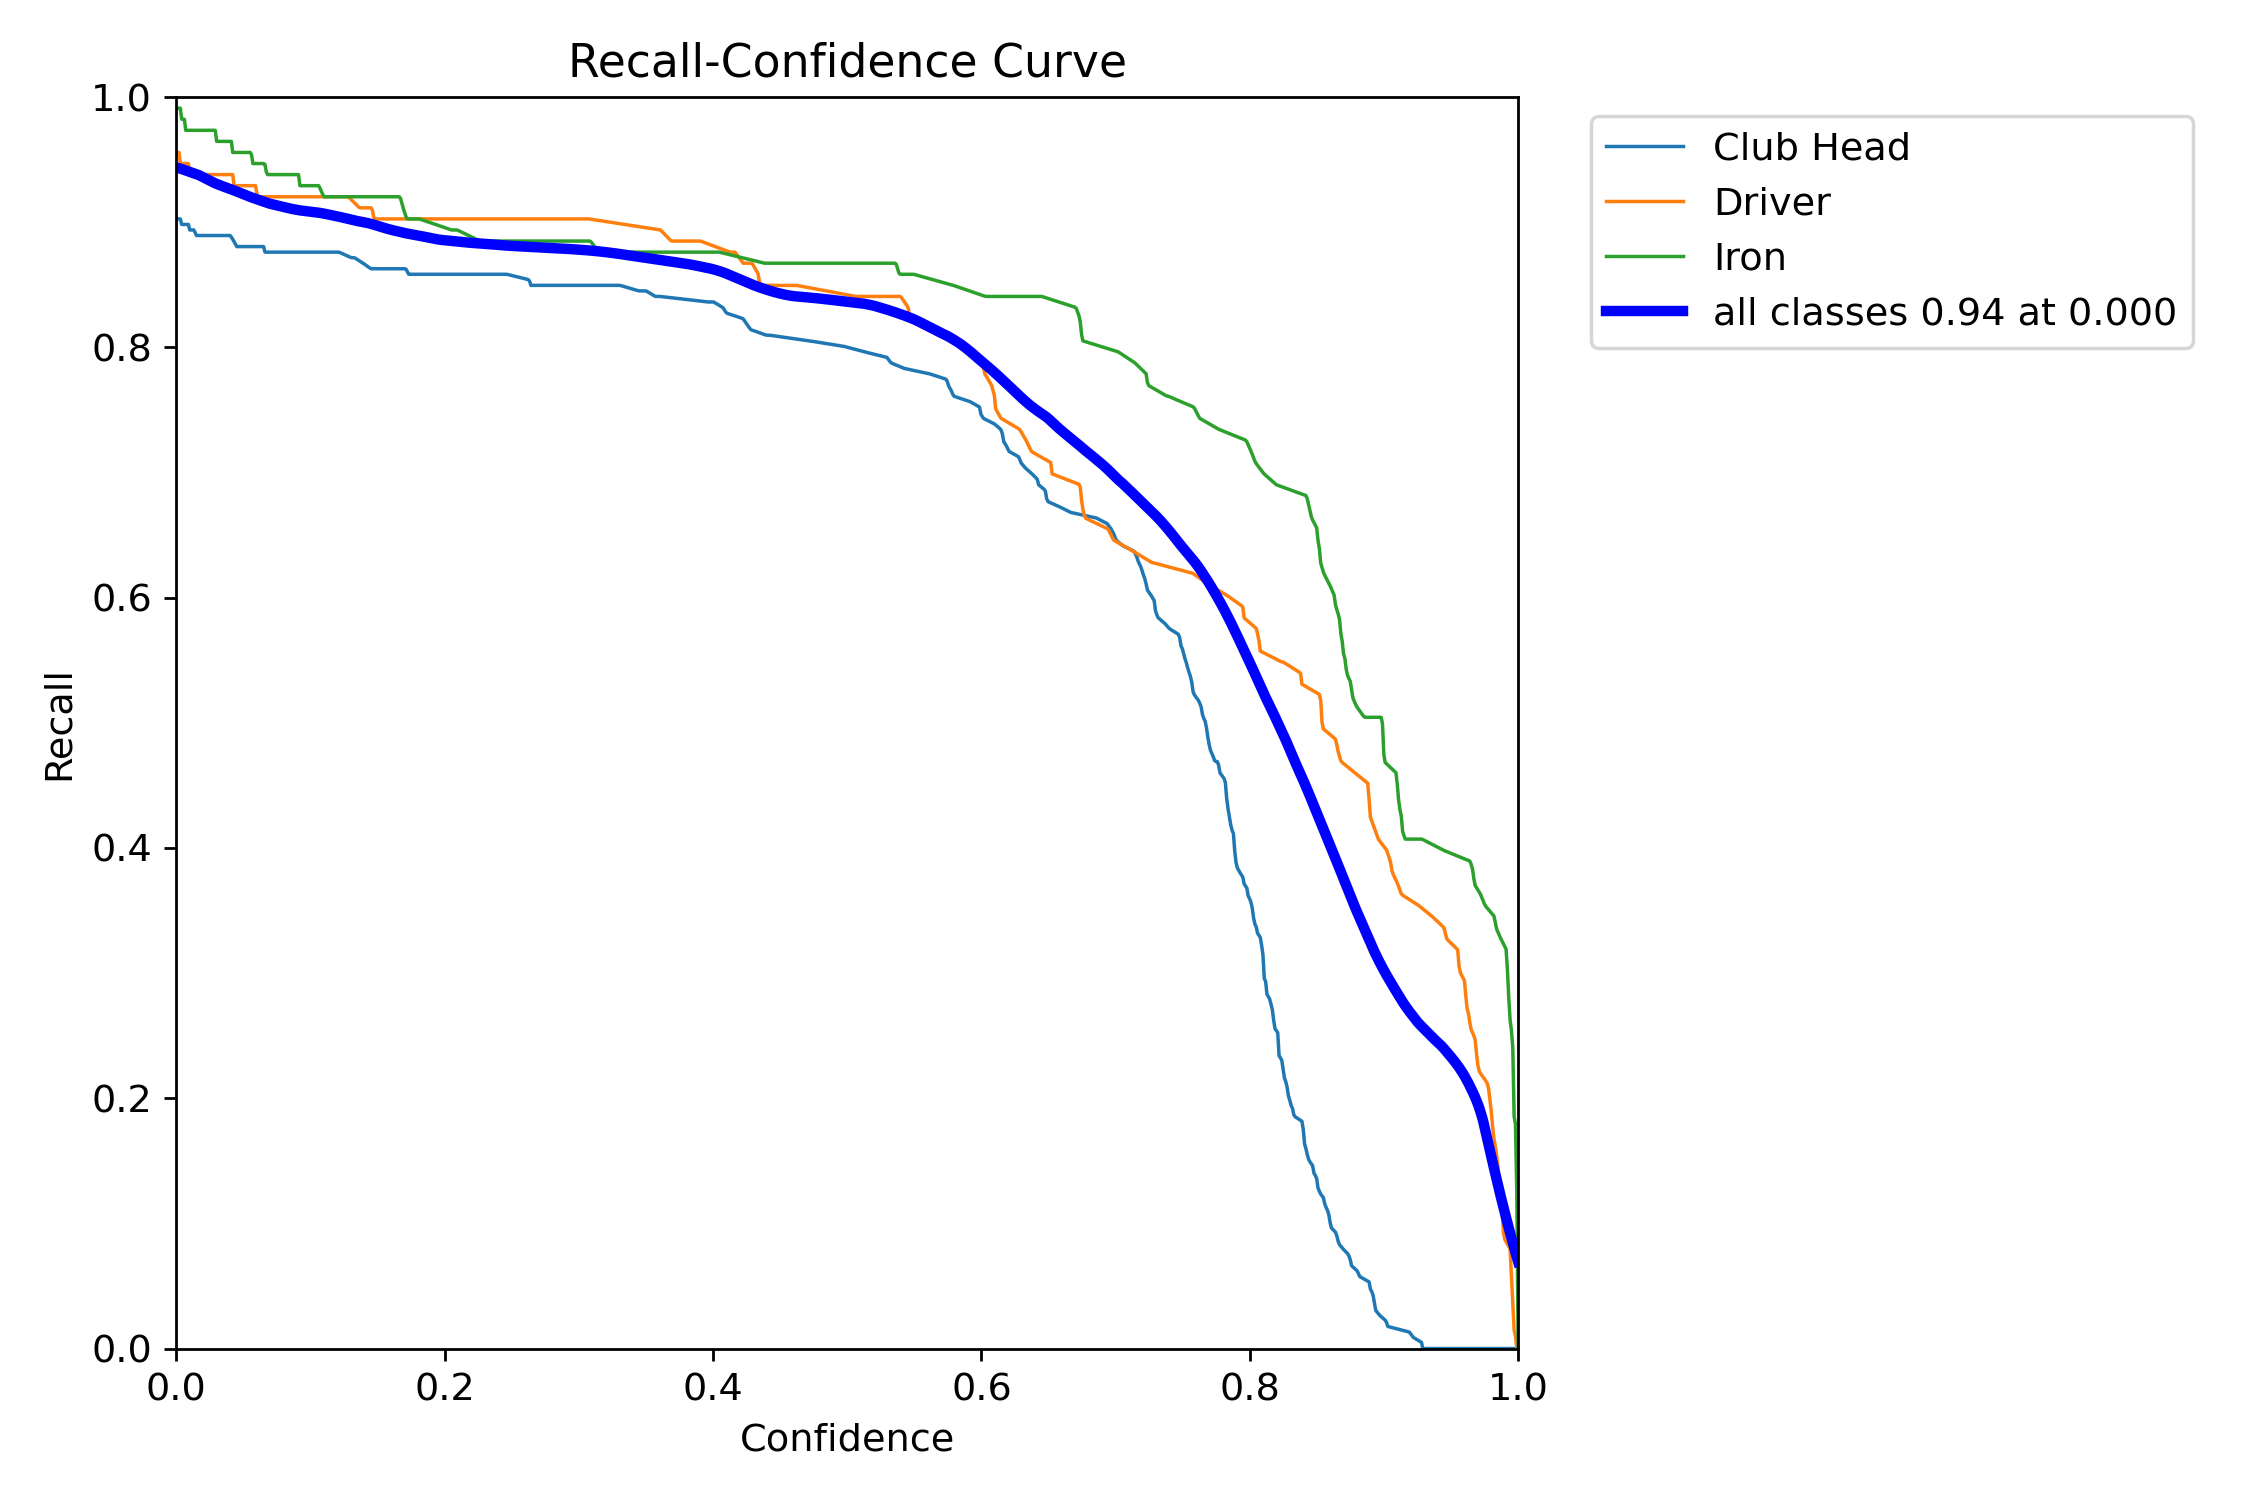 Recall-Confidence Curve
1.0
0.8
0.6
0.4
0.2
0.0
Recall
0.0 0.2 0.4 0.6 0.8 1.0
Confidence
Club Head
Driver
Iron
all classes 0.94 at 0.000